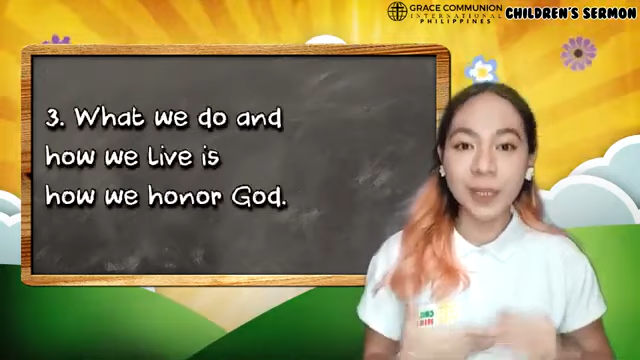 GRACE COMMUNION
INTERNATIONAL
PHILIPPINES
CHILDREN'S SERMON
3. What we do and
how we live is
how we honor God.